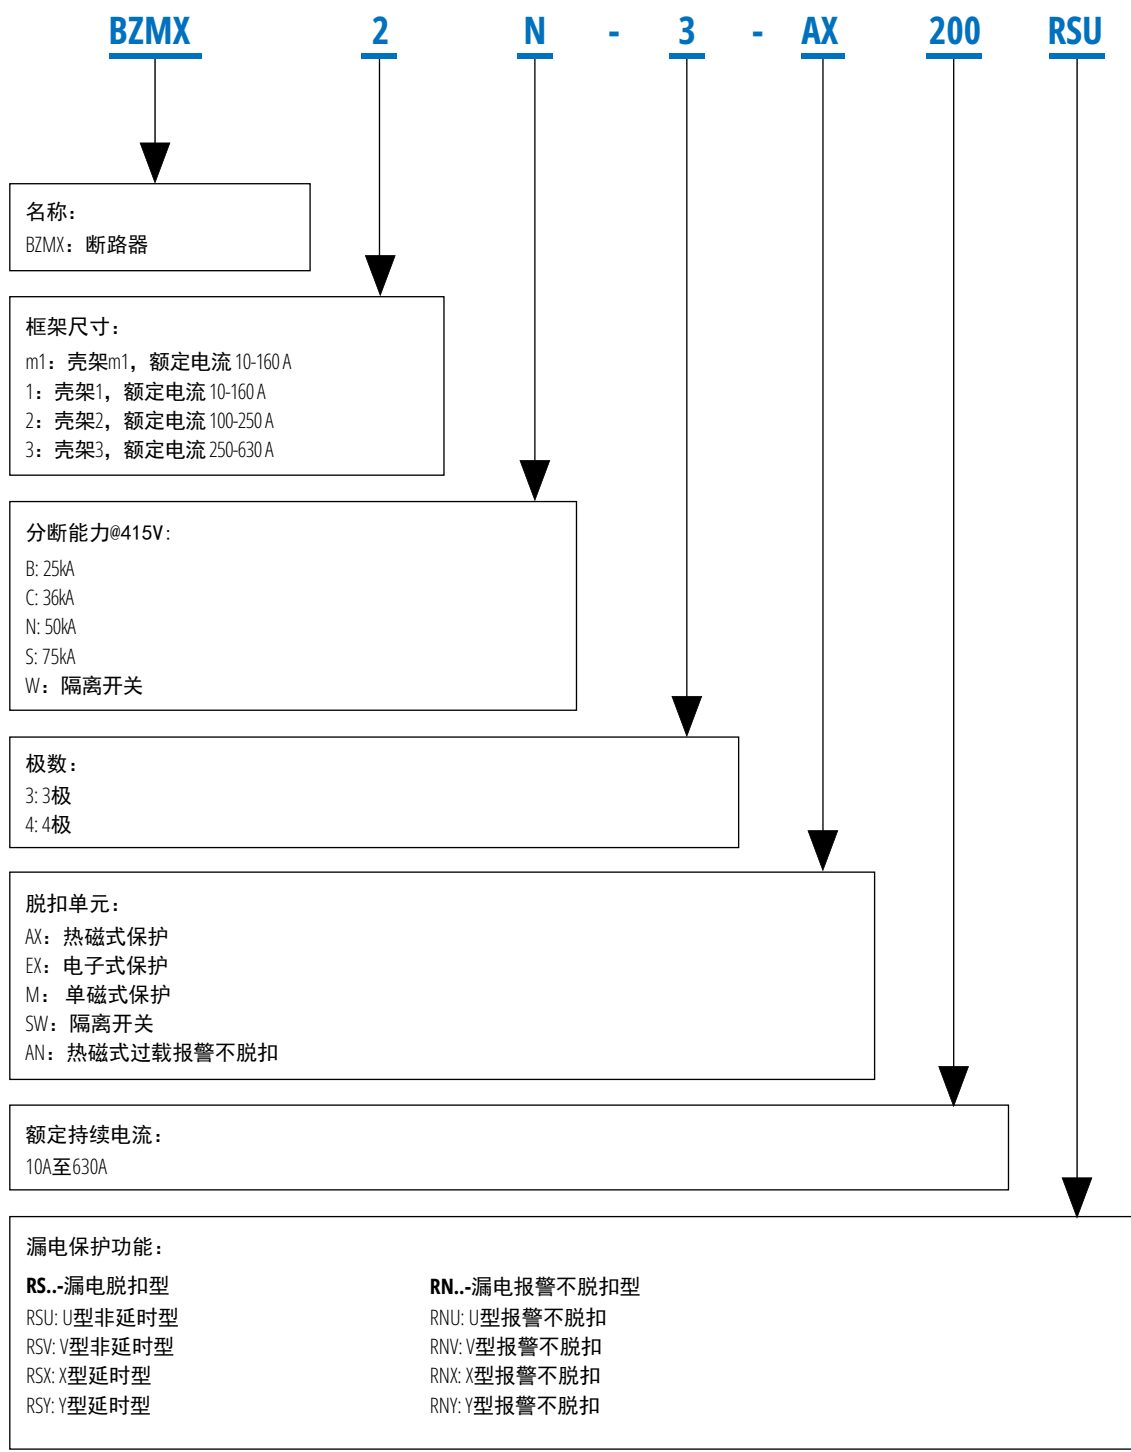 BZMX 2 N - 3 - AX 200 RSU
名称：
BZMX：断路器
框架尺寸：
m1：壳架m1，额定电流 10-160 A
1：壳架1，额定电流 10-160 A
2：壳架2，额定电流 100-250 A
3：壳架3，额定电流 250-630 A
分断能力@415V:
B: 25kA
C: 36kA
N: 50kA
S: 75kA
W：隔离开关
极数：
3: 3极
4: 4极
脱扣单元：
AX：热磁式保护
EX：电子式保护
M： 单磁式保护
SW：隔离开关
AN：热磁式过载报警不脱扣
额定持续电流：
10A至630A
漏电保护功能：
RS..-漏电脱扣型
RSU: U型非延时型
RSV: V型非延时型
RSX: X型延时型
RSY: Y型延时型
RN..-漏电报警不脱扣型
RNU: U型报警不脱扣
RNV: V型报警不脱扣
RNX: X型报警不脱扣
RNY: Y型报警不脱扣